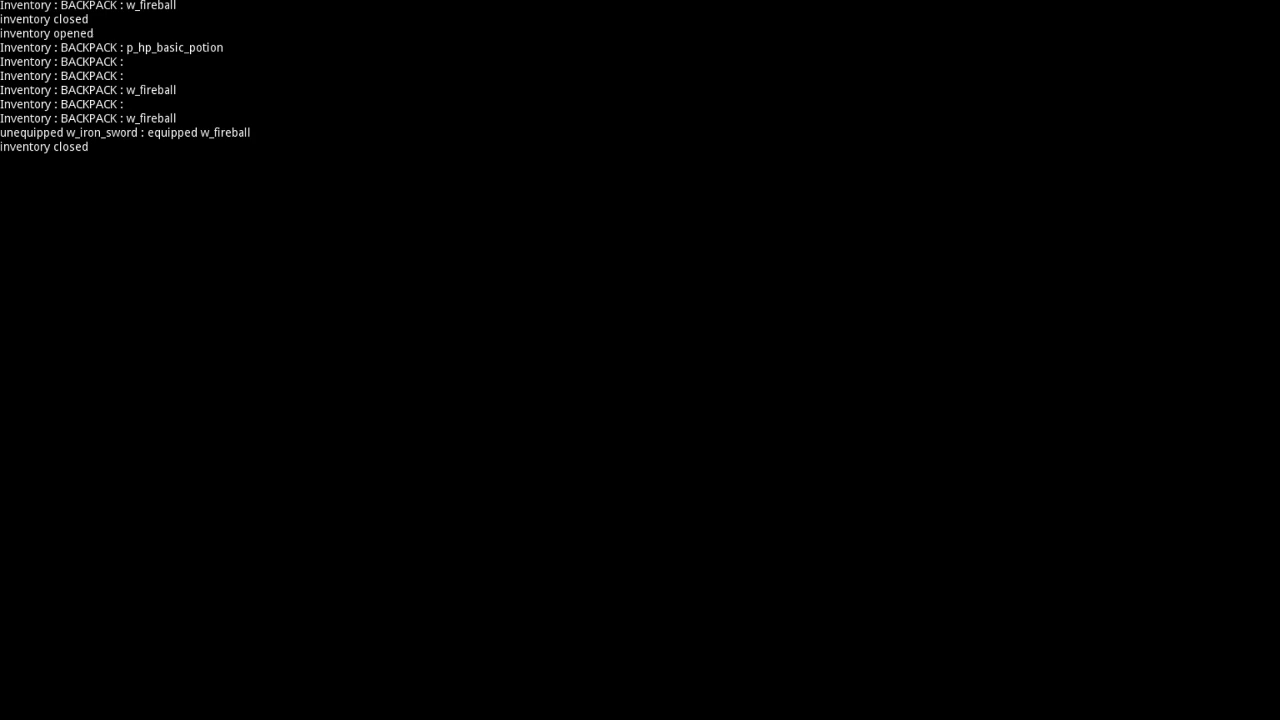 Inventory : BACKPACK : w_fireball
inventory closed
inventory opened
Inventory : BACKPACK : p_hp_basic_potion
Inventory : BACKPACK :
Inventory : BACKPACK :
Inventory : BACKPACK : w_fireball
Inventory : BACKPACK :
Inventory : BACKPACK : w_fireball
unequipped w_iron_sword : equipped w_fireball
inventory closed